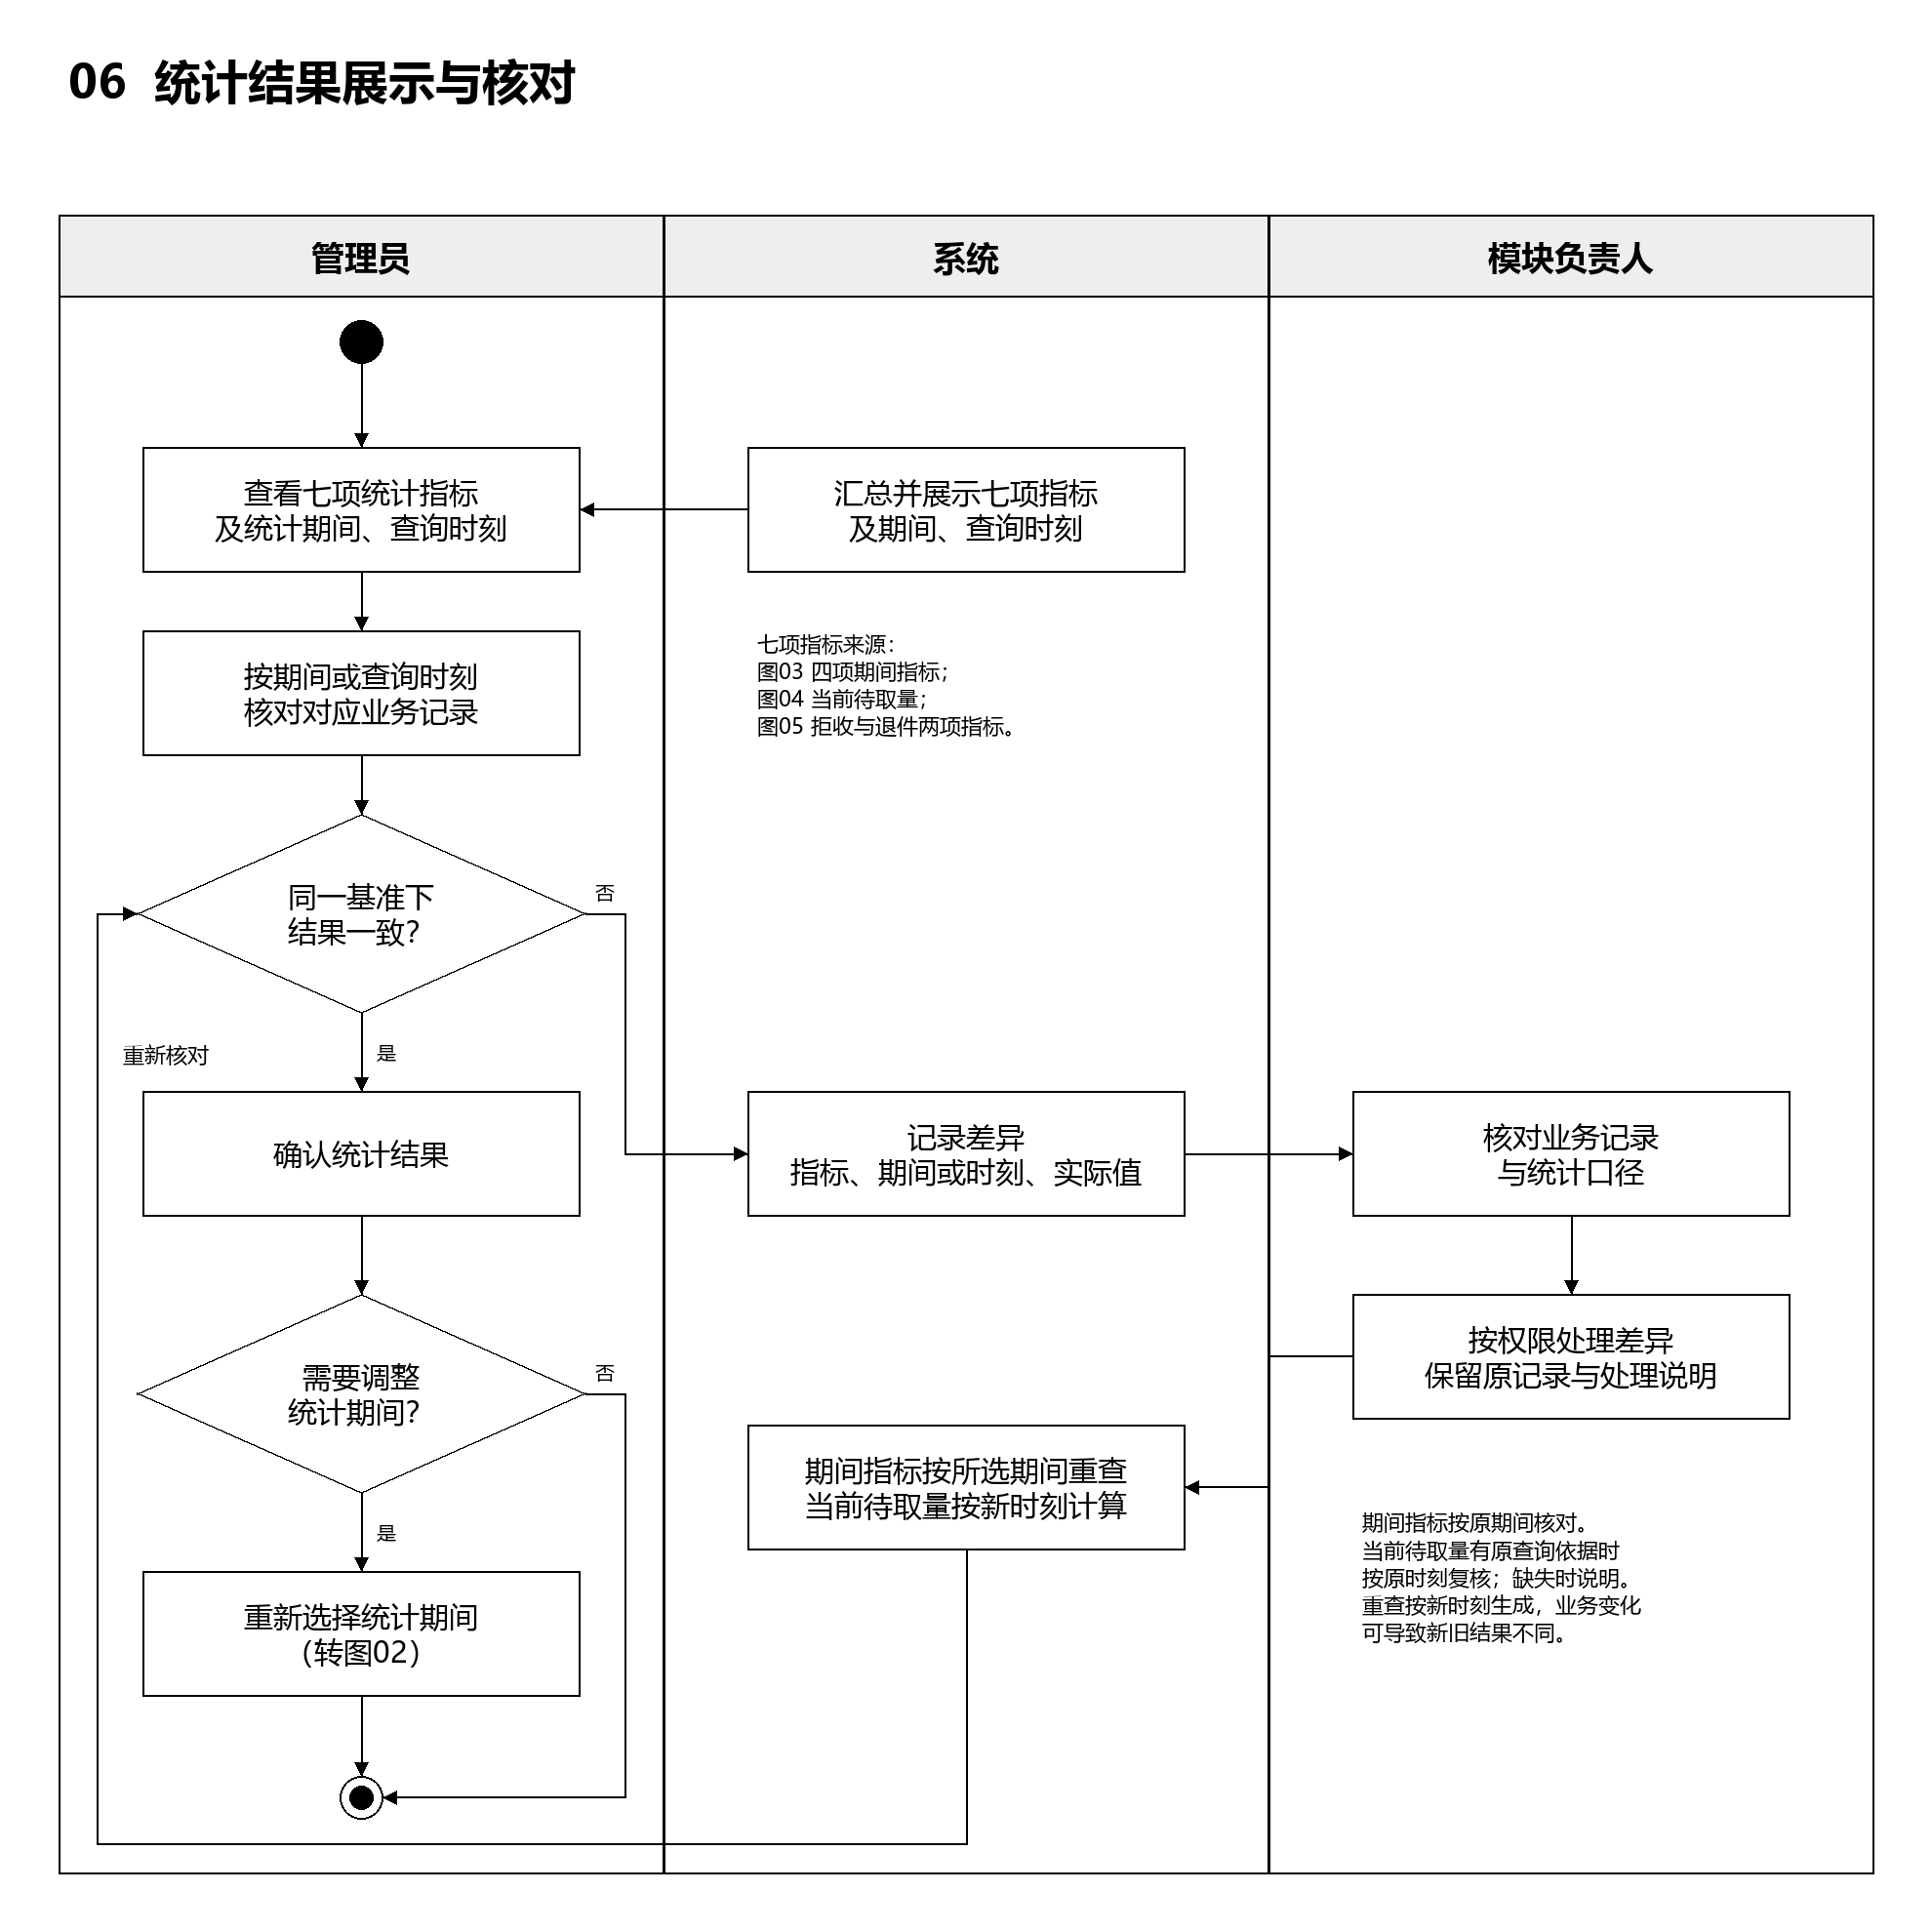 06 统计结果展示与核对
管理员
系统
模块负责人
查看七项统计指标
及统计期间、查询时刻
汇总并展示七项指标
及期间、查询时刻
按期间或查询时刻
核对对应业务记录
七项指标来源：
图03 四项期间指标；
图04 当前待取量；
图05 拒收与退件两项指标。
同一基准下
结果一致？
否
重新核对
是
确认统计结果
记录差异
指标、期间或时刻、实际值
核对业务记录
与统计口径
需要调整
统计期间？
否
按权限处理差异
保留原记录与处理说明
期间指标按所选期间重查
当前待取量按新时刻计算
是
期间指标按原期间核对。
当前待取量有原查询依据时
按原时刻复核；缺失时说明。
重查按新时刻生成，业务变化
可导致新旧结果不同。
重新选择统计期间
（转图02）